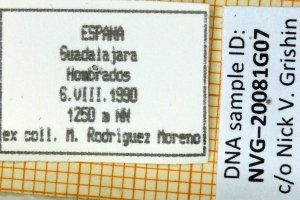 ESPANA
Guadalajara
Hombrados
6.VIII.1990
1250 m NN
ex coll. M. Rodriguez Moreno
DNA sample ID:
NVG–20081G07
c/o Nick V. Grishin